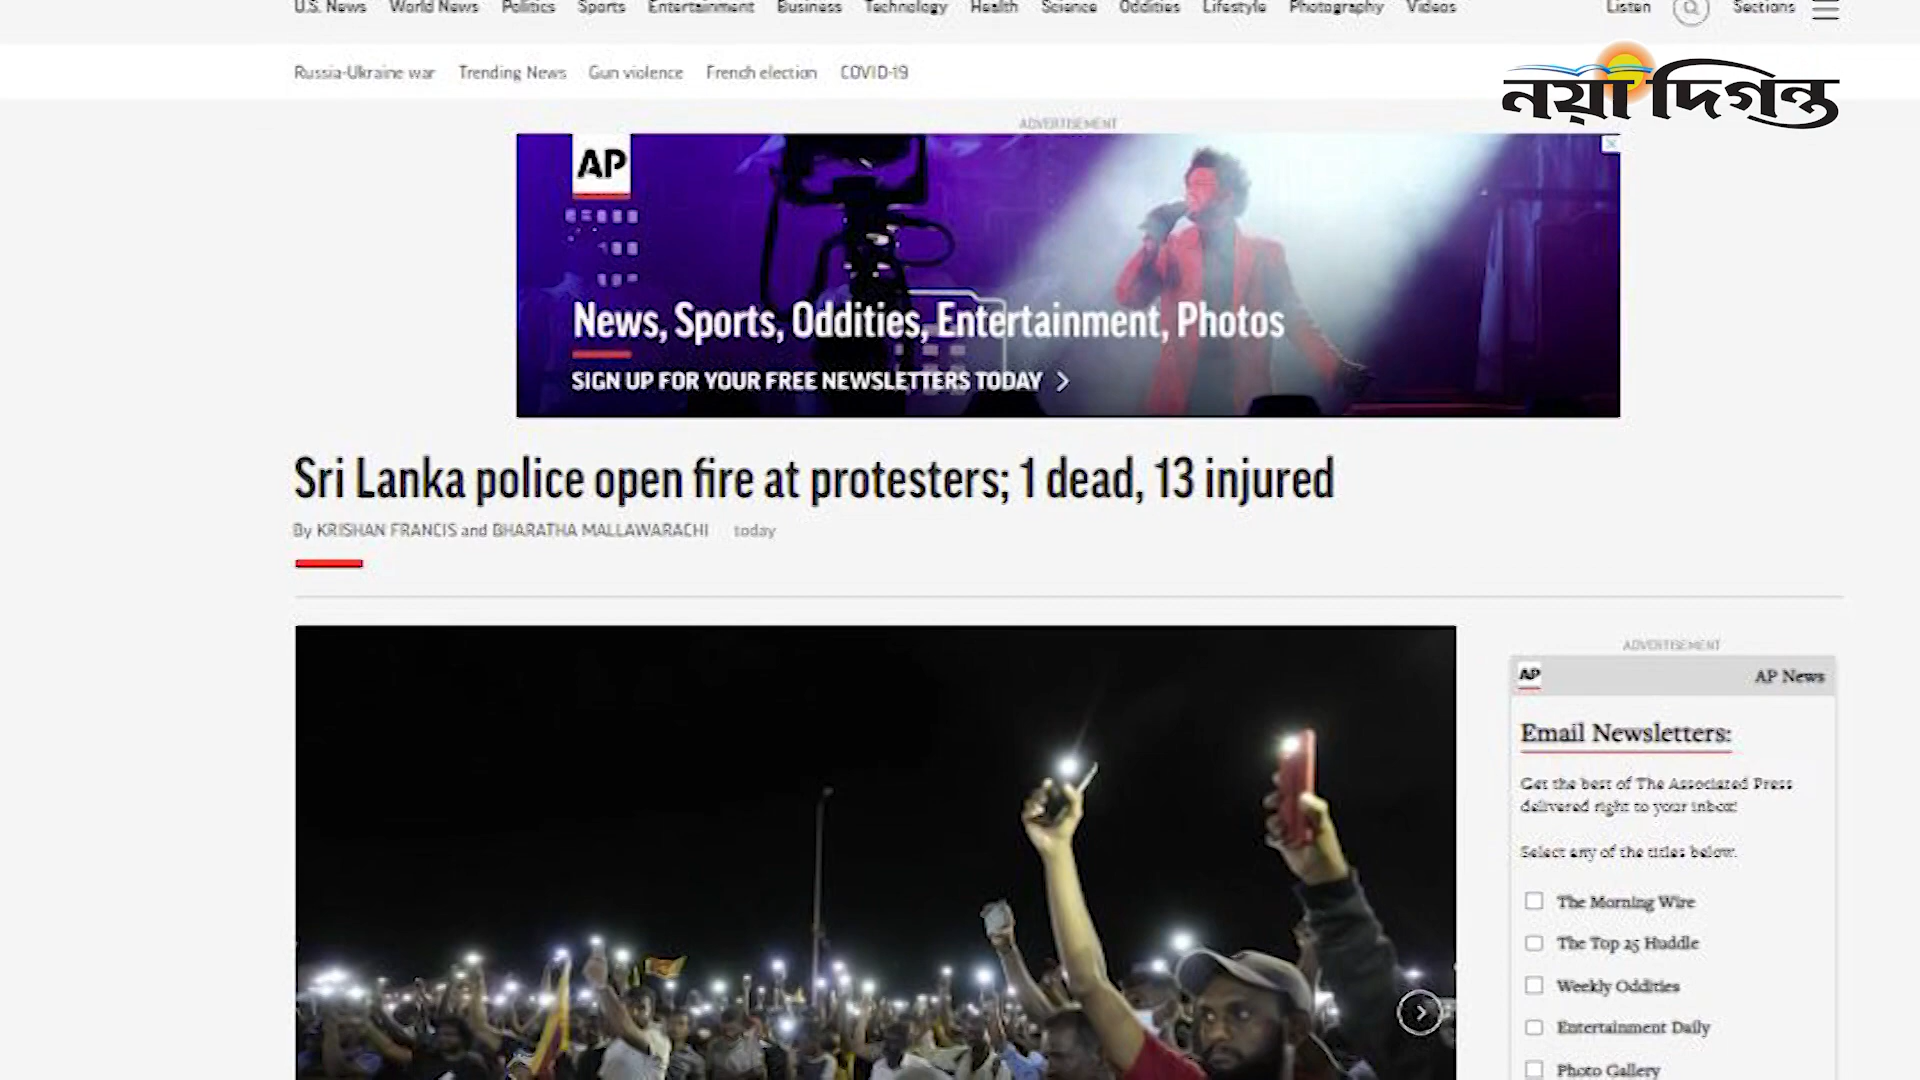 U.S. News World News Politics Sports Entertainment Business Technology Health Science Oddities Lifestyle Photography Videos Listen Sections
Russia-Ukraine war Trending News Gun violence French election COVID-19
নয়া দিগন্ত
ADVERTISEMENT
AP
News, Sports, Oddities, Entertainment, Photos
SIGN UP FOR YOUR FREE NEWSLETTERS TODAY
Sri Lanka police open fire at protesters; 1 dead, 13 injured
By KRISHAN FRANCIS and BHARATHA MALLAWARACHI today
ADVERTISEMENT
AP AP News
Email Newsletters:
Get the best of The Associated Press
delivered right to your inbox!
Select any of the titles below.
The Morning Wire
The Top 25 Huddle
Weekly Oddities
Entertainment Daily
Photo Gallery